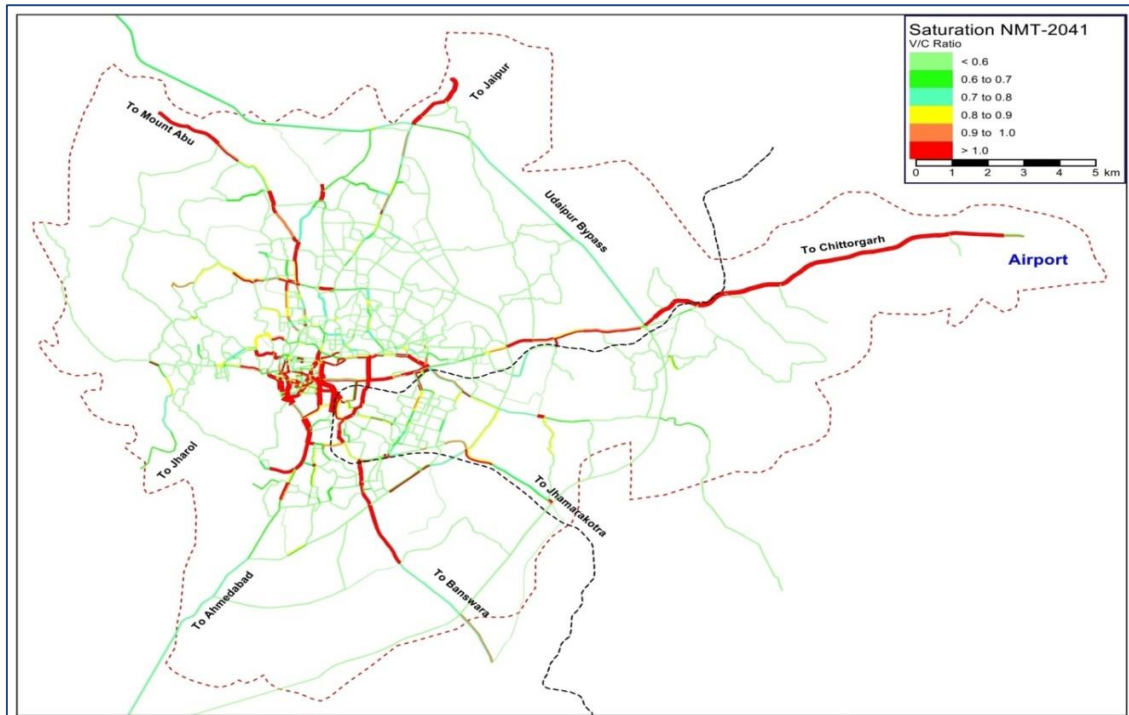 Saturation NMT-2041
V/C Ratio
< 0.6
0.6 to 0.7
0.7 to 0.8
0.8 to 0.9
0.9 to 1.0
> 1.0
0 1 2 3 4 5 km
To Jaipur
To Mount Abu
Udaipur Bypass
To Chittorgarh
Airport
To Jharol
To Jhamarakotra
To Banswara
To Ahmedabad